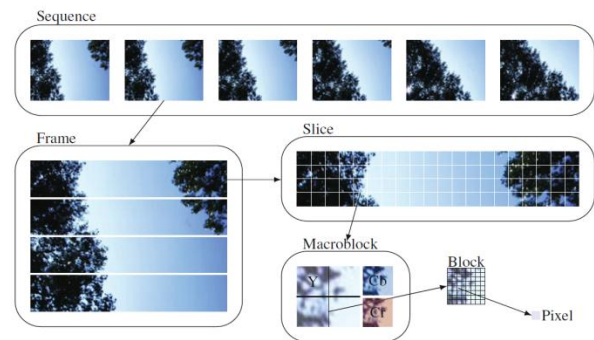 Sequence
Frame
Slice
Macroblock
Y
Cb
Cr
Block
Pixel